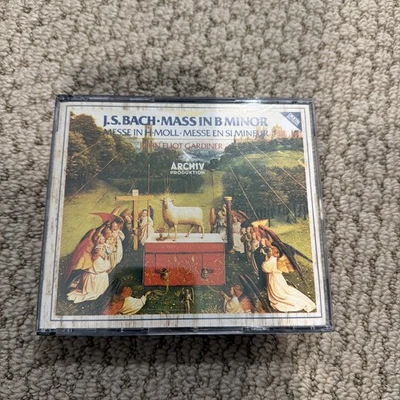 J.S. BACH · MASS IN B MINOR
MESSE IN H-MOLL · MESSE EN SI MINEUR
JOHN ELIOT GARDINER
ARCHIV
PRODUKTION